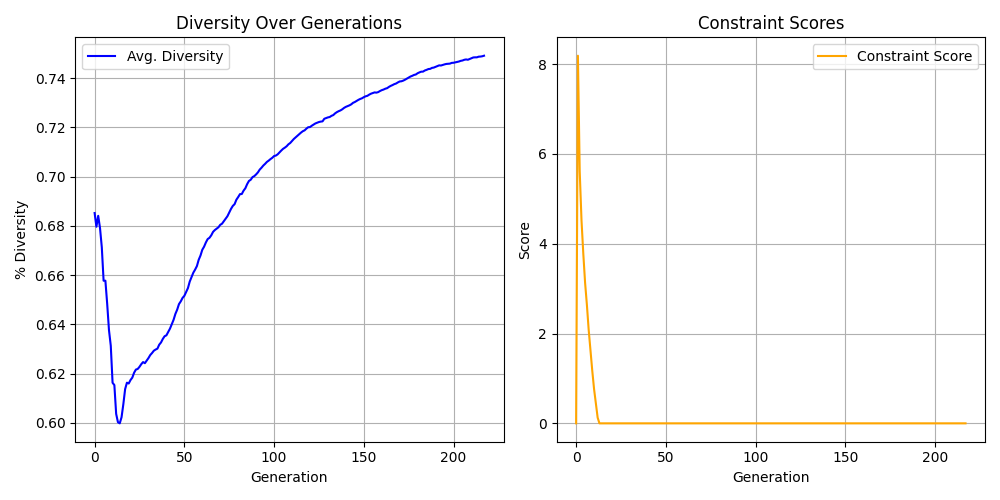 Diversity Over Generations
Avg. Diversity
% Diversity
0.74
0.72
0.70
0.68
0.66
0.64
0.62
0.60
0 50 100 150 200
Generation
Constraint Scores
Constraint Score
Score
8
6
4
2
0
0 50 100 150 200
Generation